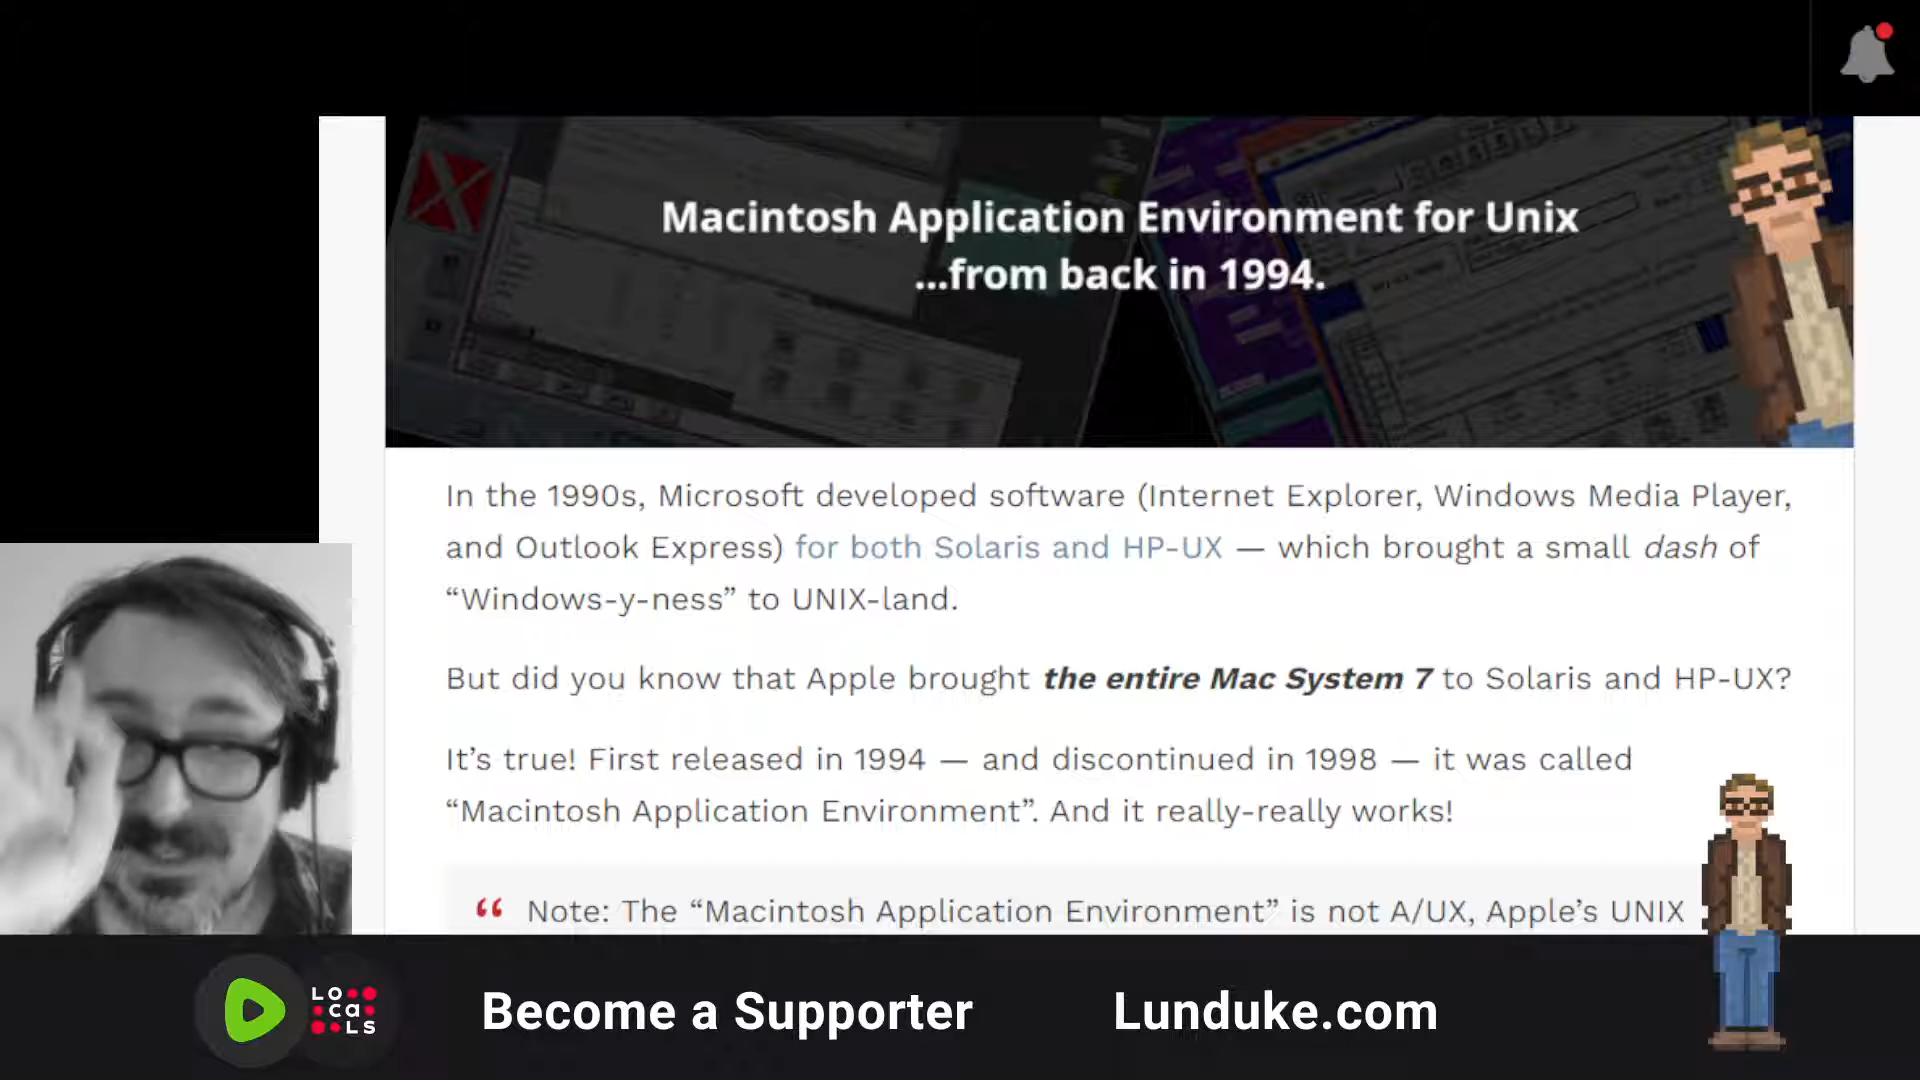 Macintosh Application Environment for Unix
...from back in 1994.
In the 1990s, Microsoft developed software (Internet Explorer, Windows Media Player,
and Outlook Express) for both Solaris and HP-UX — which brought a small dash of
“Windows-y-ness” to UNIX-land.
But did you know that Apple brought the entire Mac System 7 to Solaris and HP-UX?
It’s true! First released in 1994 — and discontinued in 1998 — it was called
“Macintosh Application Environment”. And it really-really works!
“ Note: The “Macintosh Application Environment” is not A/UX, Apple’s UNIX
LOcaLS
Become a Supporter
Lunduke.com